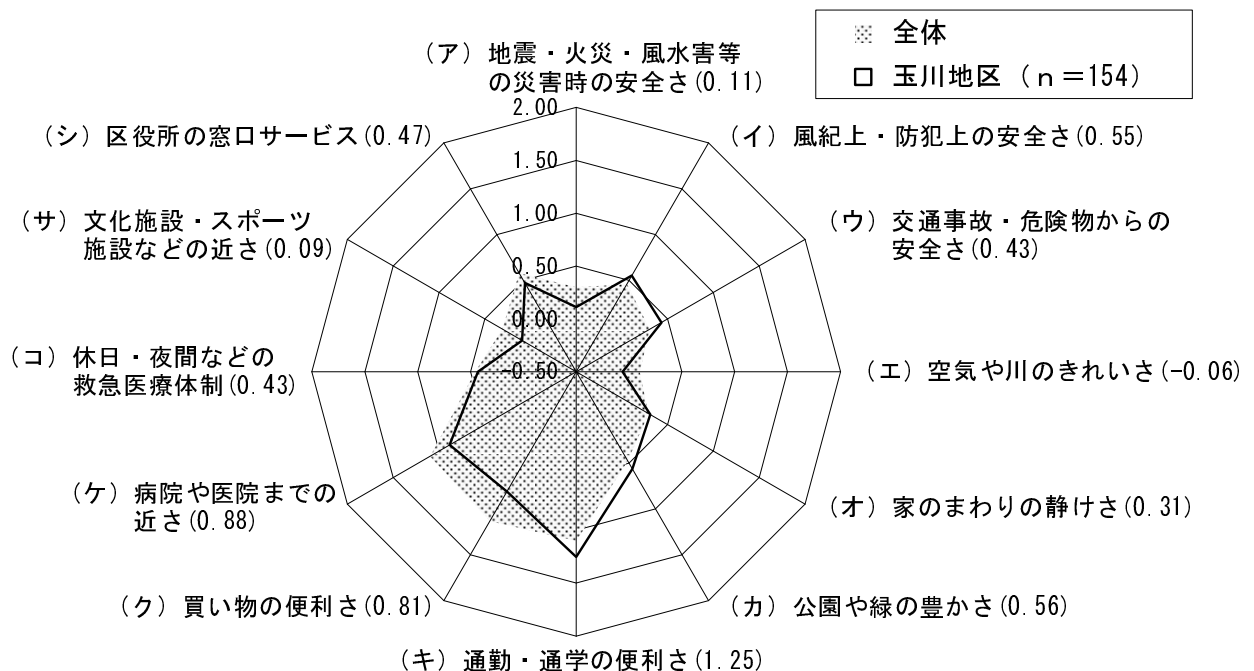 全体
玉川地区（ｎ＝154）
（ア）地震・火災・風水害等
の災害時の安全さ(0.11)
（イ）風紀上・防犯上の安全さ(0.55)
（ウ）交通事故・危険物からの
安全さ(0.43)
（エ）空気や川のきれいさ(-0.06)
（オ）家のまわりの静けさ(0.31)
（カ）公園や緑の豊かさ(0.56)
（キ）通勤・通学の便利さ(1.25)
（ク）買い物の便利さ(0.81)
（ケ）病院や医院までの
近さ(0.88)
（コ）休日・夜間などの
救急医療体制(0.43)
（サ）文化施設・スポーツ
施設などの近さ(0.09)
（シ）区役所の窓口サービス(0.47)
2.00
1.50
1.00
0.50
0.00
-0.50